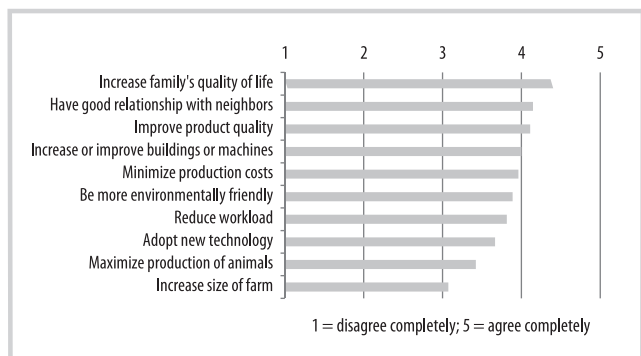 1 2 3 4 5
Increase family's quality of life
Have good relationship with neighbors
Improve product quality
Increase or improve buildings or machines
Minimize production costs
Be more environmentally friendly
Reduce workload
Adopt new technology
Maximize production of animals
Increase size of farm
1 = disagree completely; 5 = agree completely